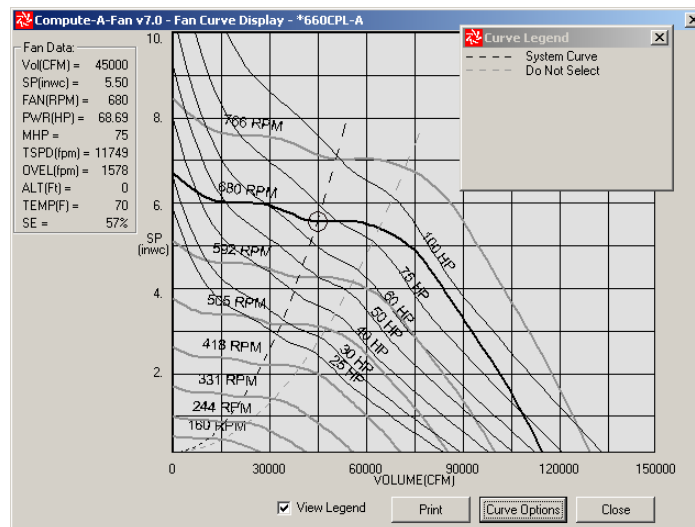 Compute-A-Fan v7.0 - Fan Curve Display - *660CPL-A
Fan Data:
Vol(CFM) = 45000
SP(inwc) = 5.50
FAN(RPM) = 680
PWR(HP) = 68.69
MHP = 75
TSPD(fpm) = 11749
OVEL(fpm) = 1578
ALT(Ft) = 0
TEMP(F) = 70
SE = 57%
Curve Legend
System Curve
Do Not Select
10.
8.
6.
SP
(inwc)
4.
2.
766 RPM
680 RPM
592 RPM
505 RPM
418 RPM
331 RPM
244 RPM
160 RPM
100 HP
75 HP
60 HP
50 HP
40 HP
30 HP
25 HP
0 30000 60000 90000 120000 150000
VOLUME(CFM)
View Legend Print Curve Options Close